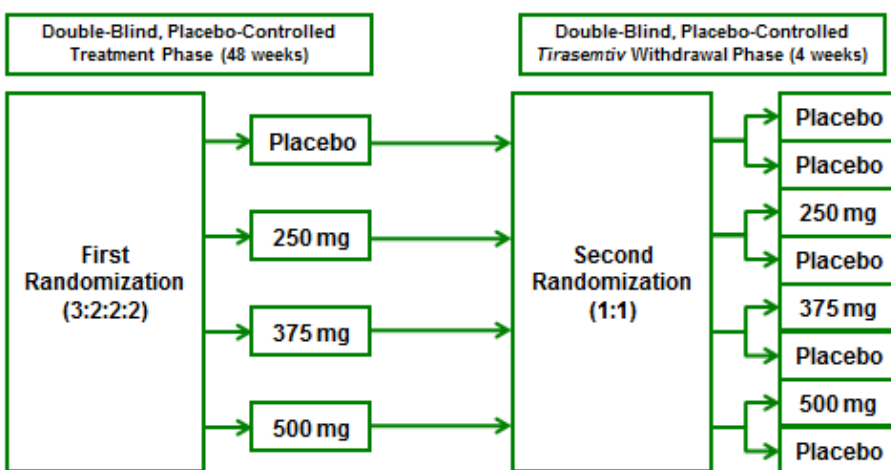 Double-Blind, Placebo-Controlled
Treatment Phase (48 weeks)
Double-Blind, Placebo-Controlled
Tirasemtiv Withdrawal Phase (4 weeks)
First
Randomization
(3:2:2:2)
Placebo
250 mg
375 mg
500 mg
Second
Randomization
(1:1)
Placebo
Placebo
250 mg
Placebo
375 mg
Placebo
500 mg
Placebo